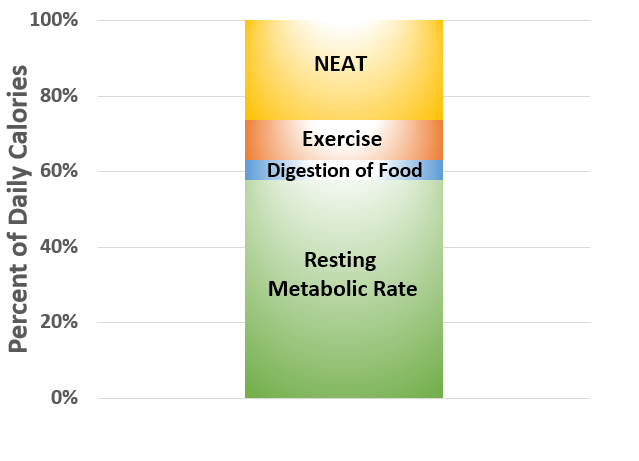 Percent of Daily Calories
100%
80%
60%
40%
20%
0%
NEAT
Exercise
Digestion of Food
Resting
Metabolic Rate